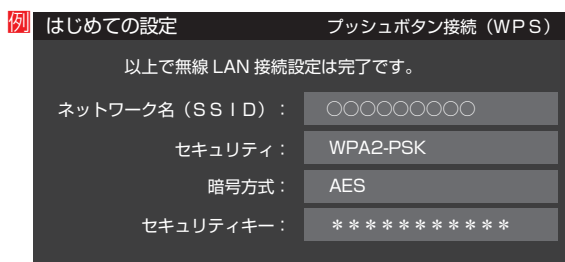 例
はじめての設定 プッシュボタン接続（WPS）
以上で無線 LAN 接続設定は完了です。
ネットワーク名（SSID）： ○○○○○○○○○
セキュリティ： WPA2-PSK
暗号方式： AES
セキュリティキー： ＊＊＊＊＊＊＊＊＊＊＊